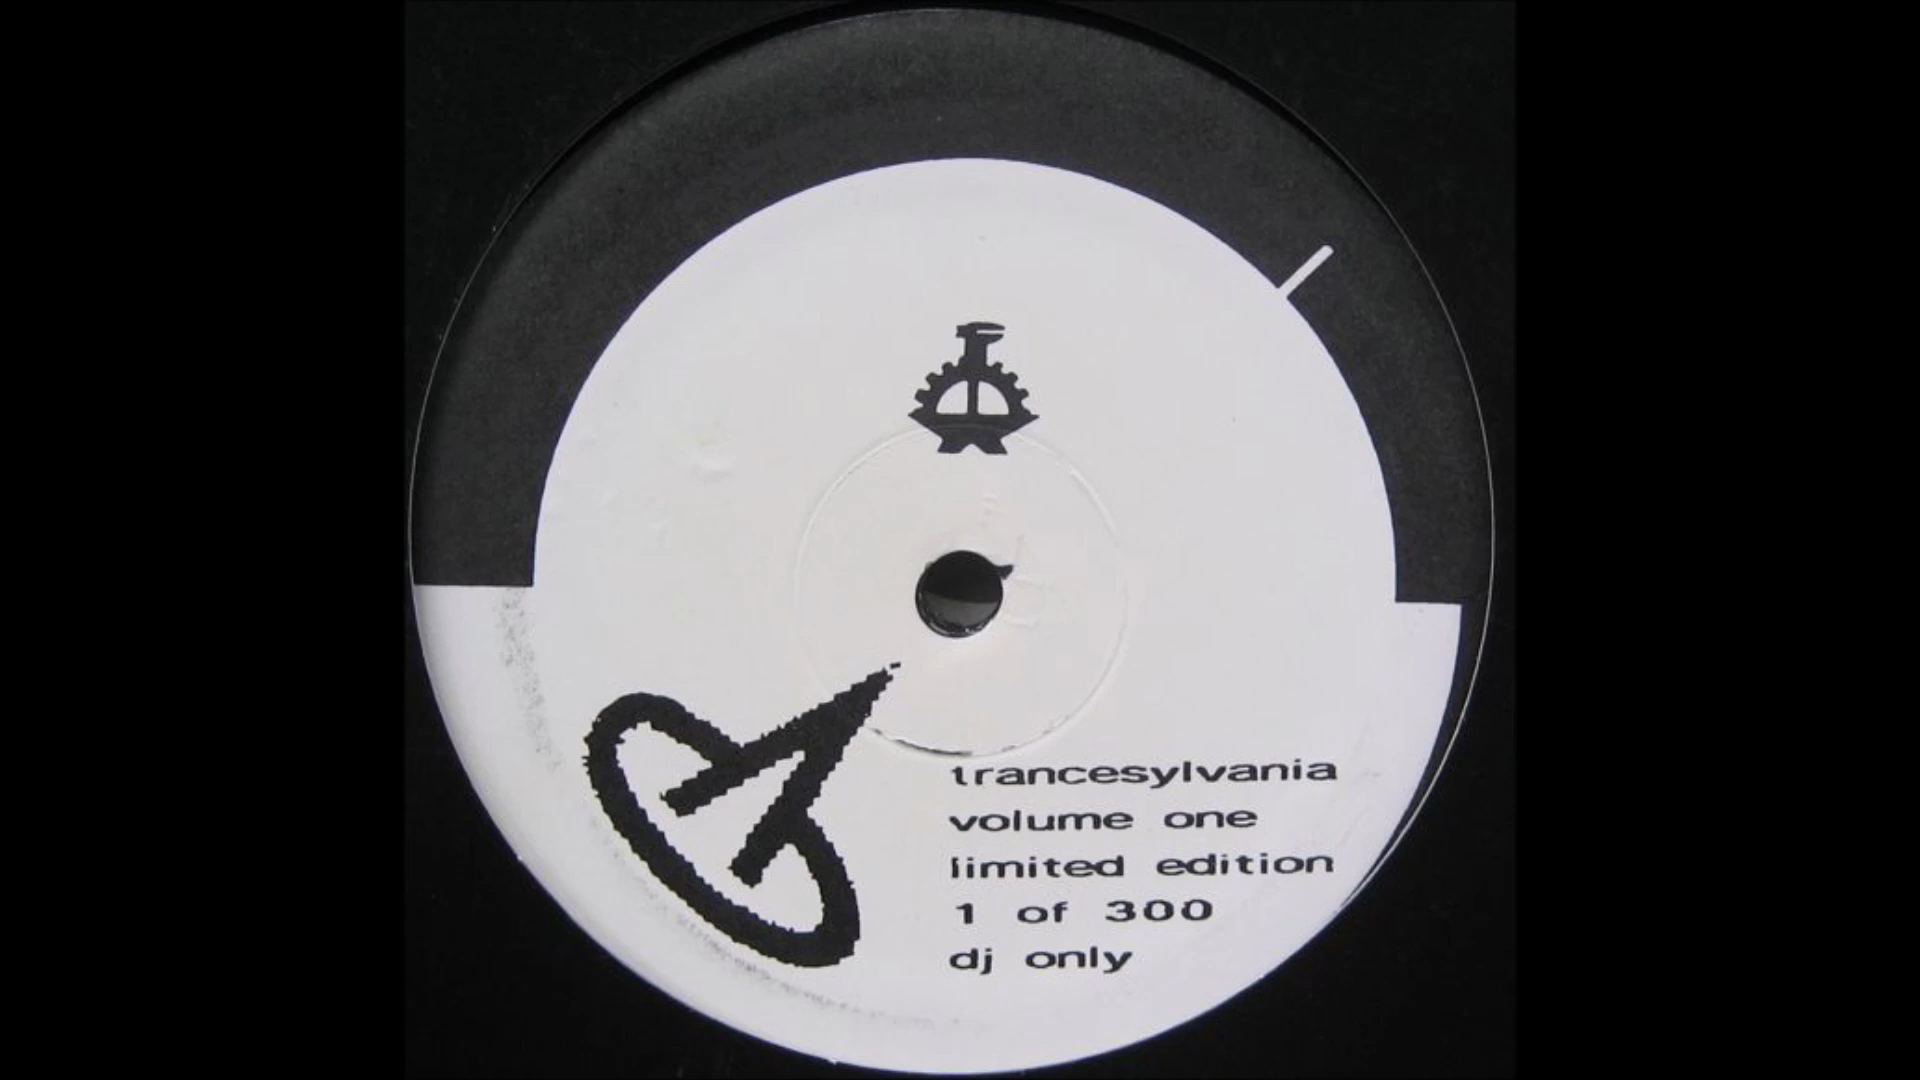 trancesylvania
volume one
limited edition
1 of 300
dj only